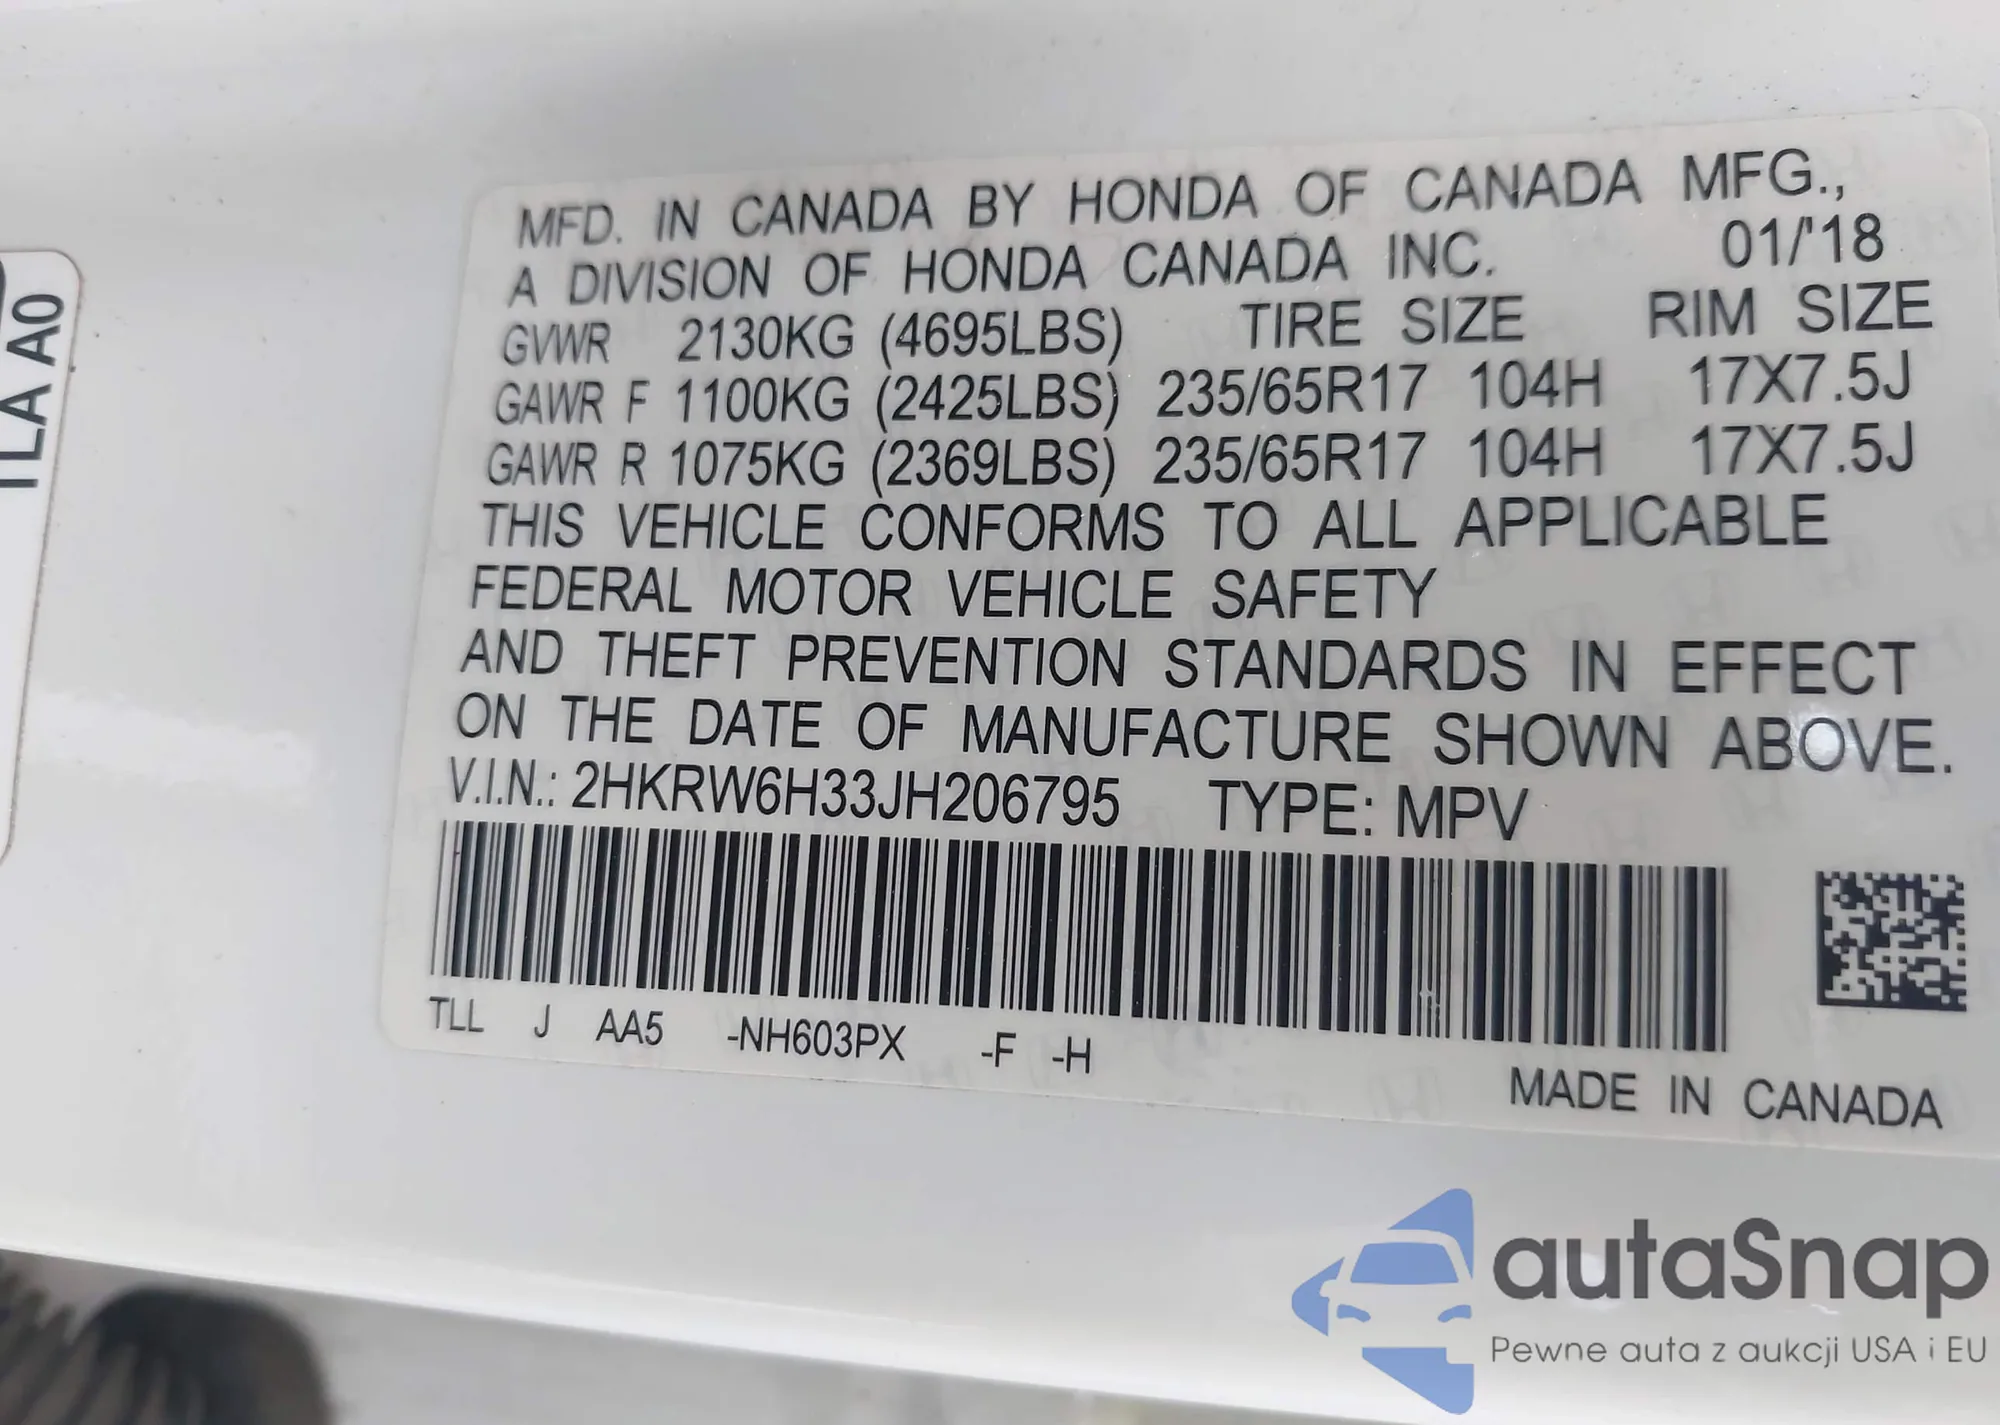 TLA A0
MFD. IN CANADA BY HONDA OF CANADA MFG.,
A DIVISION OF HONDA CANADA INC. 01/'18
GVWR 2130KG (4695LBS) TIRE SIZE RIM SIZE
GAWR F 1100KG (2425LBS) 235/65R17 104H 17X7.5J
GAWR R 1075KG (2369LBS) 235/65R17 104H 17X7.5J
THIS VEHICLE CONFORMS TO ALL APPLICABLE
FEDERAL MOTOR VEHICLE SAFETY
AND THEFT PREVENTION STANDARDS IN EFFECT
ON THE DATE OF MANUFACTURE SHOWN ABOVE.
V.I.N.: 2HKRW6H33JH206795 TYPE: MPV
TLL J AA5 -NH603PX -F -H
MADE IN CANADA
autaSnap
Pewne auta z aukcji USA i EU